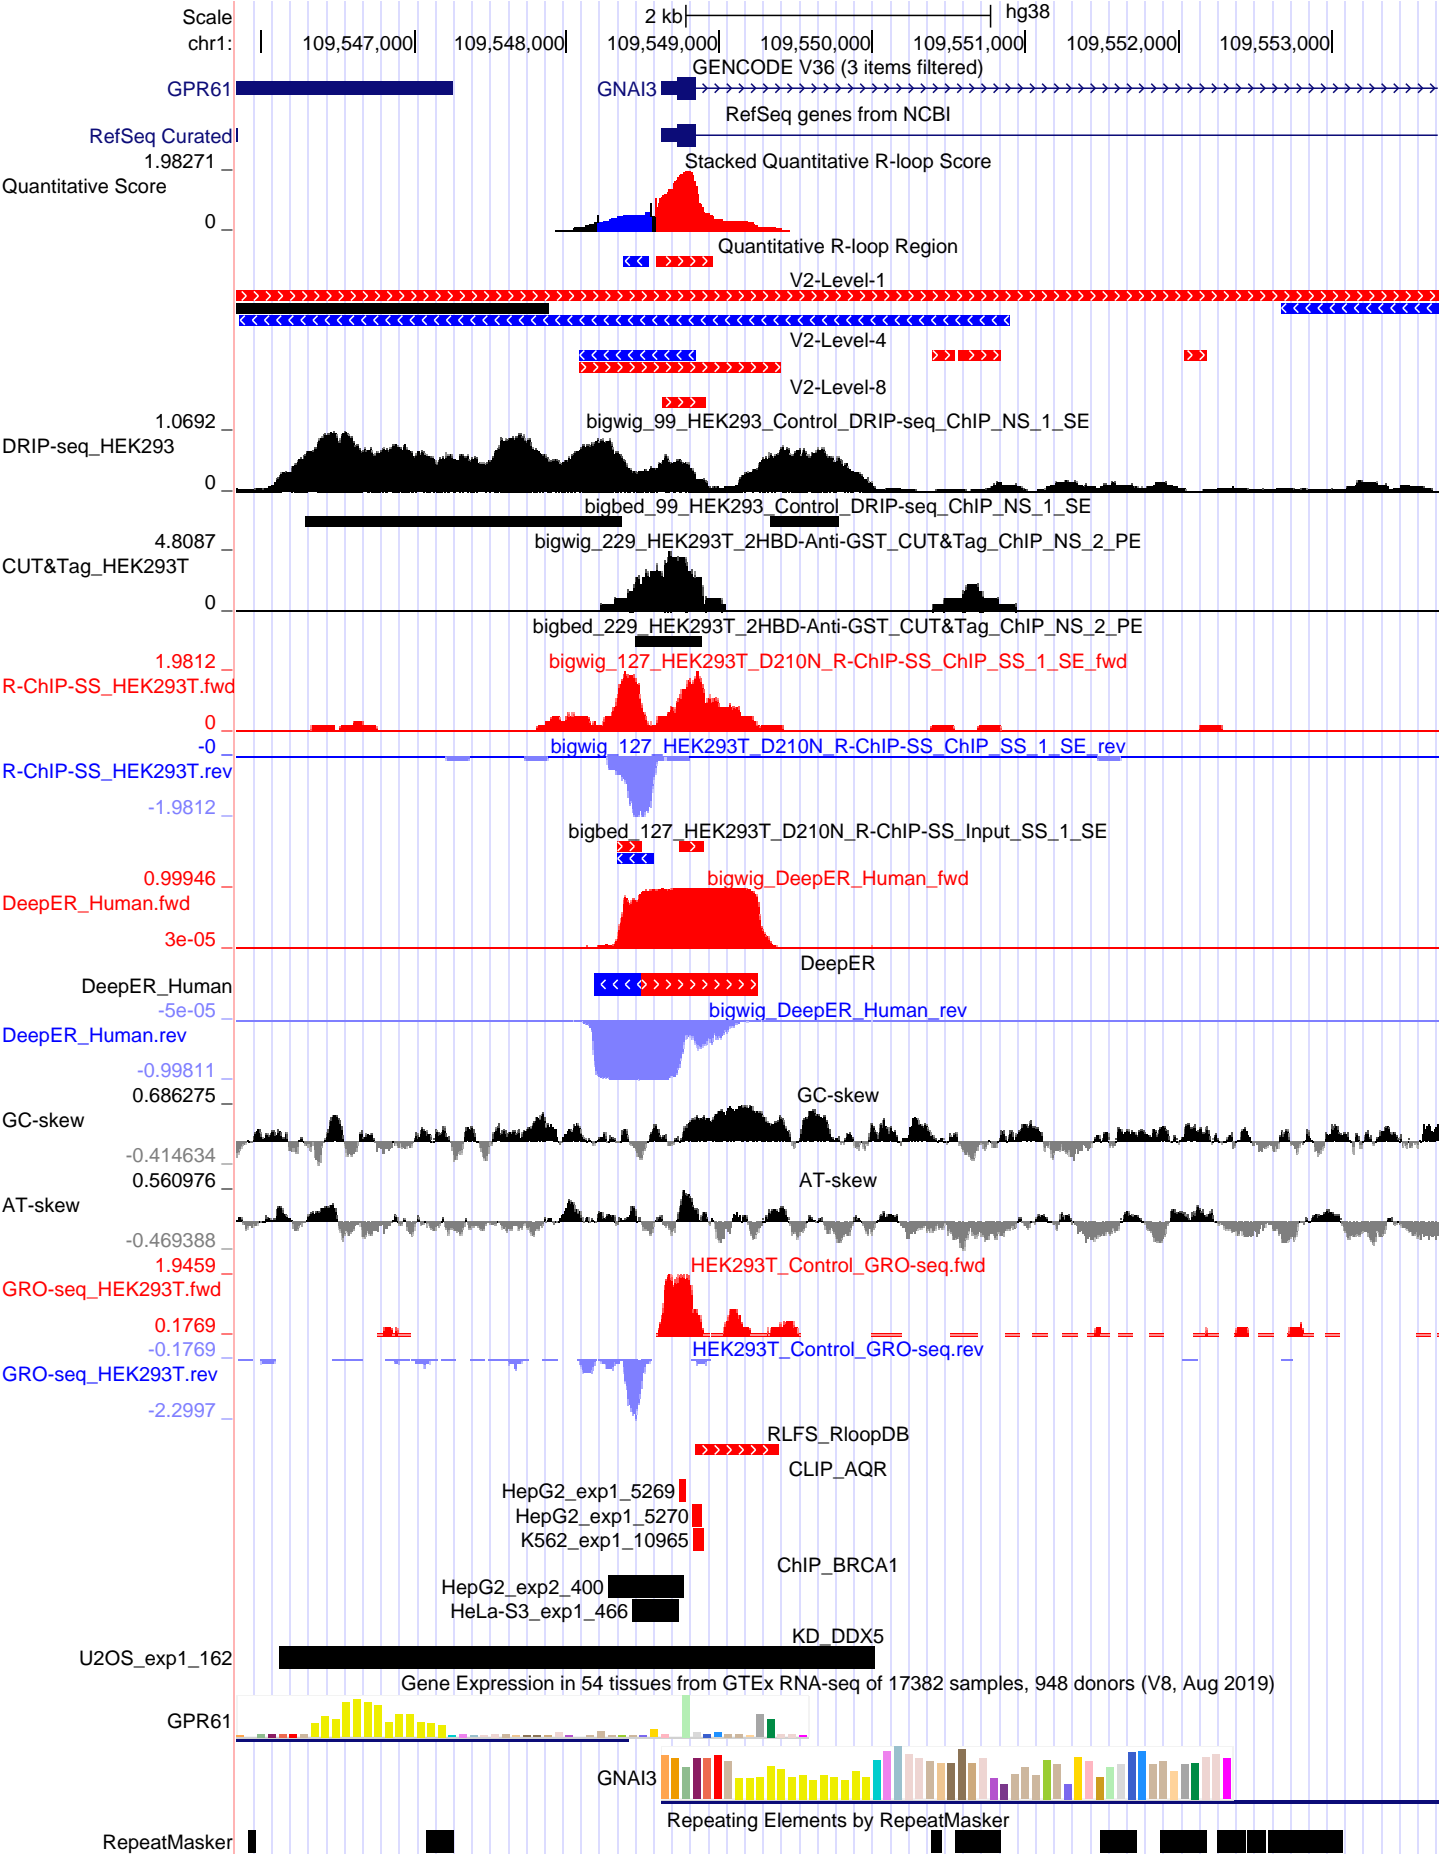 Scale 2 kb hg38
chr1: 109,547,000 109,548,000 109,549,000 109,550,000 109,551,000 109,552,000 109,553,000
GENCODE V36 (3 items filtered)
GPR61 GNAI3
RefSeq genes from NCBI
RefSeq Curated
1.98271 Stacked Quantitative R-loop Score
Quantitative Score
0
Quantitative R-loop Region
V2-Level-1
V2-Level-4
V2-Level-8
1.0692 bigwig_99_HEK293_Control_DRIP-seq_ChIP_NS_1_SE
DRIP-seq_HEK293
0
bigbed_99_HEK293_Control_DRIP-seq_ChIP_NS_1_SE
4.8087 bigwig_229_HEK293T_2HBD-Anti-GST_CUT&Tag_ChIP_NS_2_PE
CUT&Tag_HEK293T
0
bigbed_229_HEK293T_2HBD-Anti-GST_CUT&Tag_ChIP_NS_2_PE
1.9812 bigwig_127_HEK293T_D210N_R-ChIP-SS_ChIP_SS_1_SE_fwd
R-ChIP-SS_HEK293T.fwd
0
-0 bigwig_127_HEK293T_D210N_R-ChIP-SS_ChIP_SS_1_SE_rev
R-ChIP-SS_HEK293T.rev
-1.9812
bigbed_127_HEK293T_D210N_R-ChIP-SS_Input_SS_1_SE
0.99946 bigwig_DeepER_Human_fwd
DeepER_Human.fwd
3e-05
DeepER
DeepER_Human
-5e-05 bigwig_DeepER_Human_rev
DeepER_Human.rev
-0.99811
0.686275 GC-skew
GC-skew
-0.414634
0.560976 AT-skew
AT-skew
-0.469388
1.9459 HEK293T_Control_GRO-seq.fwd
GRO-seq_HEK293T.fwd
0.1769
-0.1769 HEK293T_Control_GRO-seq.rev
GRO-seq_HEK293T.rev
-2.2997
RLFS_RloopDB
CLIP_AQR
HepG2_exp1_5269
HepG2_exp1_5270
K562_exp1_10965
ChIP_BRCA1
HepG2_exp2_400
HeLa-S3_exp1_466
KD_DDX5
U2OS_exp1_162
Gene Expression in 54 tissues from GTEx RNA-seq of 17382 samples, 948 donors (V8, Aug 2019)
GPR61
GNAI3
Repeating Elements by RepeatMasker
RepeatMasker